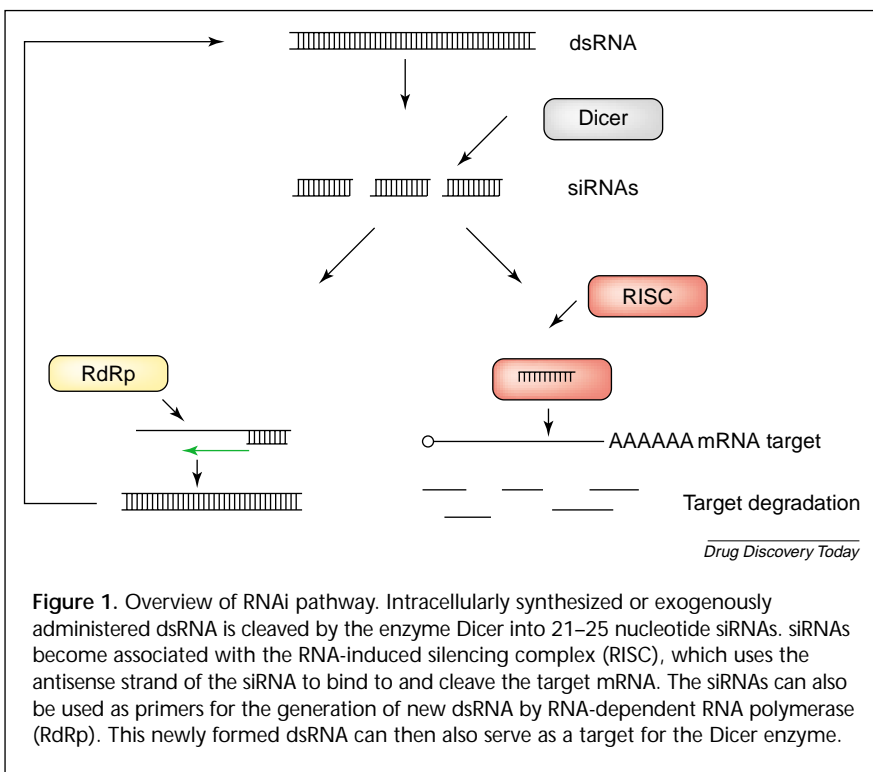 dsRNA
Dicer
siRNAs
RISC
RdRp
AAAAAA mRNA target
Target degradation
Drug Discovery Today
Figure 1. Overview of RNAi pathway. Intracellularly synthesized or exogenously
administered dsRNA is cleaved by the enzyme Dicer into 21–25 nucleotide siRNAs. siRNAs
become associated with the RNA-induced silencing complex (RISC), which uses the
antisense strand of the siRNA to bind to and cleave the target mRNA. The siRNAs can also
be used as primers for the generation of new dsRNA by RNA-dependent RNA polymerase
(RdRp). This newly formed dsRNA can then also serve as a target for the Dicer enzyme.